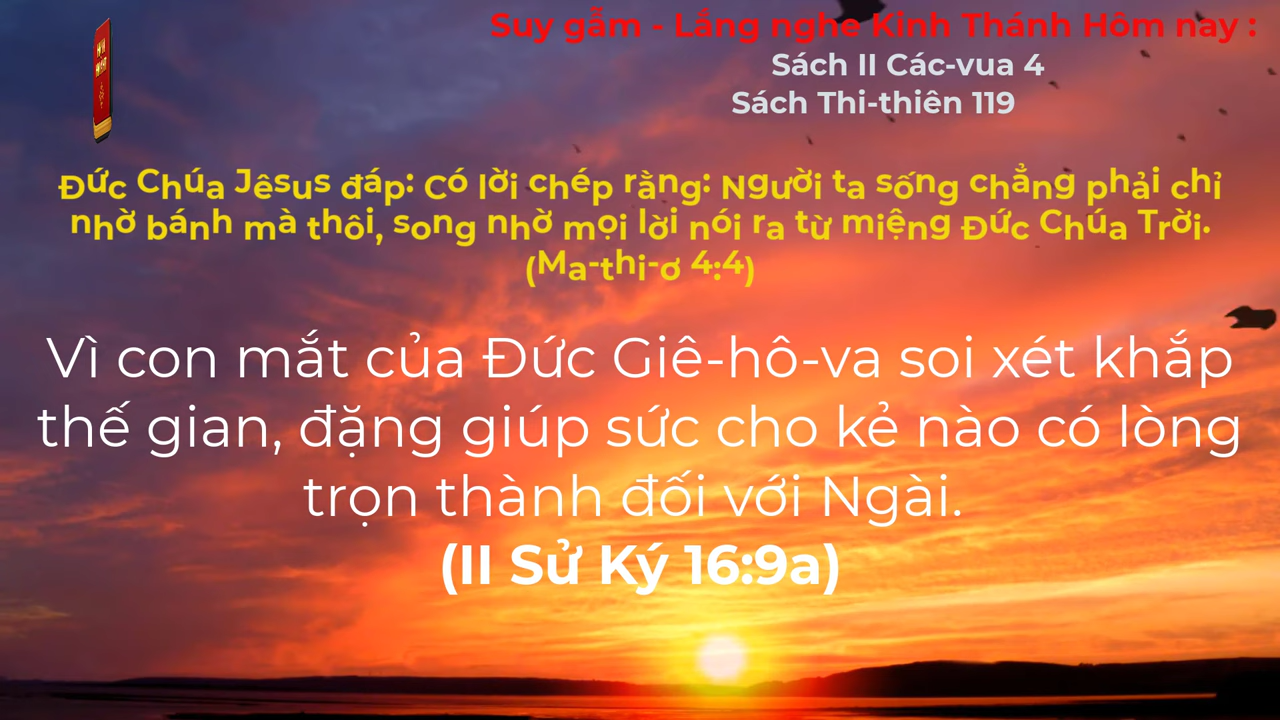 Suy gẫm - Lắng nghe Kinh Thánh Hôm nay :
Sách II Các-vua 4
Sách Thi-thiên 119
Đức Chúa Jêsus đáp: Có lời chép rằng: Người ta sống chẳng phải chỉ
nhờ bánh mà thôi, song nhờ mọi lời nói ra từ miệng Đức Chúa Trời.
(Ma-thi-ơ 4:4)
Vì con mắt của Đức Giê-hô-va soi xét khắp
thế gian, đặng giúp sức cho kẻ nào có lòng
trọn thành đối với Ngài.
(II Sử Ký 16:9a)